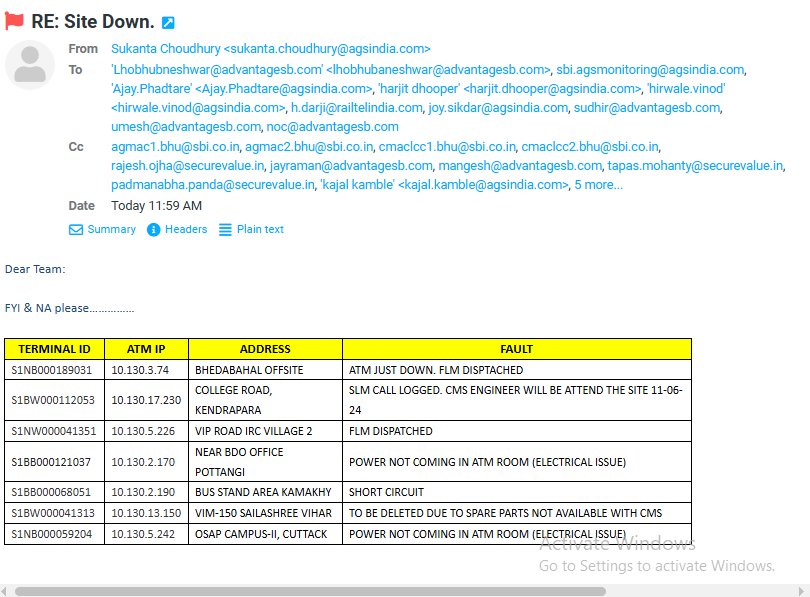 RE: Site Down.
From Sukanta Choudhury <sukanta.choudhury@agsindia.com>
To 'Lhobhubneshwar@advantagesb.com' <lhobhubaneshwar@advantagesb.com>, sbi.agsmonitoring@agsindia.com,
'Ajay.Phadtare' <Ajay.Phadtare@agsindia.com>, 'harjit dhooper' <harjit.dhooper@agsindia.com>, 'hirwale.vinod'
<hirwale.vinod@agsindia.com>, h.darji@railtelindia.com, joy.sikdar@agsindia.com, sudhir@advantagesb.com,
umesh@advantagesb.com, noc@advantagesb.com
Cc agmac1.bhu@sbi.co.in, agmac2.bhu@sbi.co.in, cmaclcc1.bhu@sbi.co.in, cmaclcc2.bhu@sbi.co.in,
rajesh.ojha@securevalue.in, jayraman@advantagesb.com, mangesh@advantagesb.com, tapas.mohanty@securevalue.in,
padmanabha.panda@securevalue.in, 'kajal kamble' <kajal.kamble@agsindia.com>, 5 more...
Date Today 11:59 AM
Summary Headers Plain text
Dear Team:
FYI & NA please……………
TERMINAL ID ATM IP ADDRESS FAULT
S1NB000189031 10.130.3.74 BHEDABAHAL OFFSITE ATM JUST DOWN. FLM DISPTACHED
S1BW000112053 10.130.17.230 COLLEGE ROAD, KENDRAPARA SLM CALL LOGGED. CMS ENGINEER WILL BE ATTEND THE SITE 11-06-24
S1NW000041351 10.130.5.226 VIP ROAD IRC VILLAGE 2 FLM DISPATCHED
S1BB000121037 10.130.2.170 NEAR BDO OFFICE POTTANGI POWER NOT COMING IN ATM ROOM (ELECTRICAL ISSUE)
S1BB000068051 10.130.2.190 BUS STAND AREA KAMAKHY SHORT CIRCUIT
S1BW000041313 10.130.13.150 VIM-150 SAILASHREE VIHAR TO BE DELETED DUE TO SPARE PARTS NOT AVAILABLE WITH CMS
S1NB000059204 10.130.5.242 OSAP CAMPUS-II, CUTTACK POWER NOT COMING IN ATM ROOM (ELECTRICAL ISSUE)
Activate Windows
Go to Settings to activate Windows.